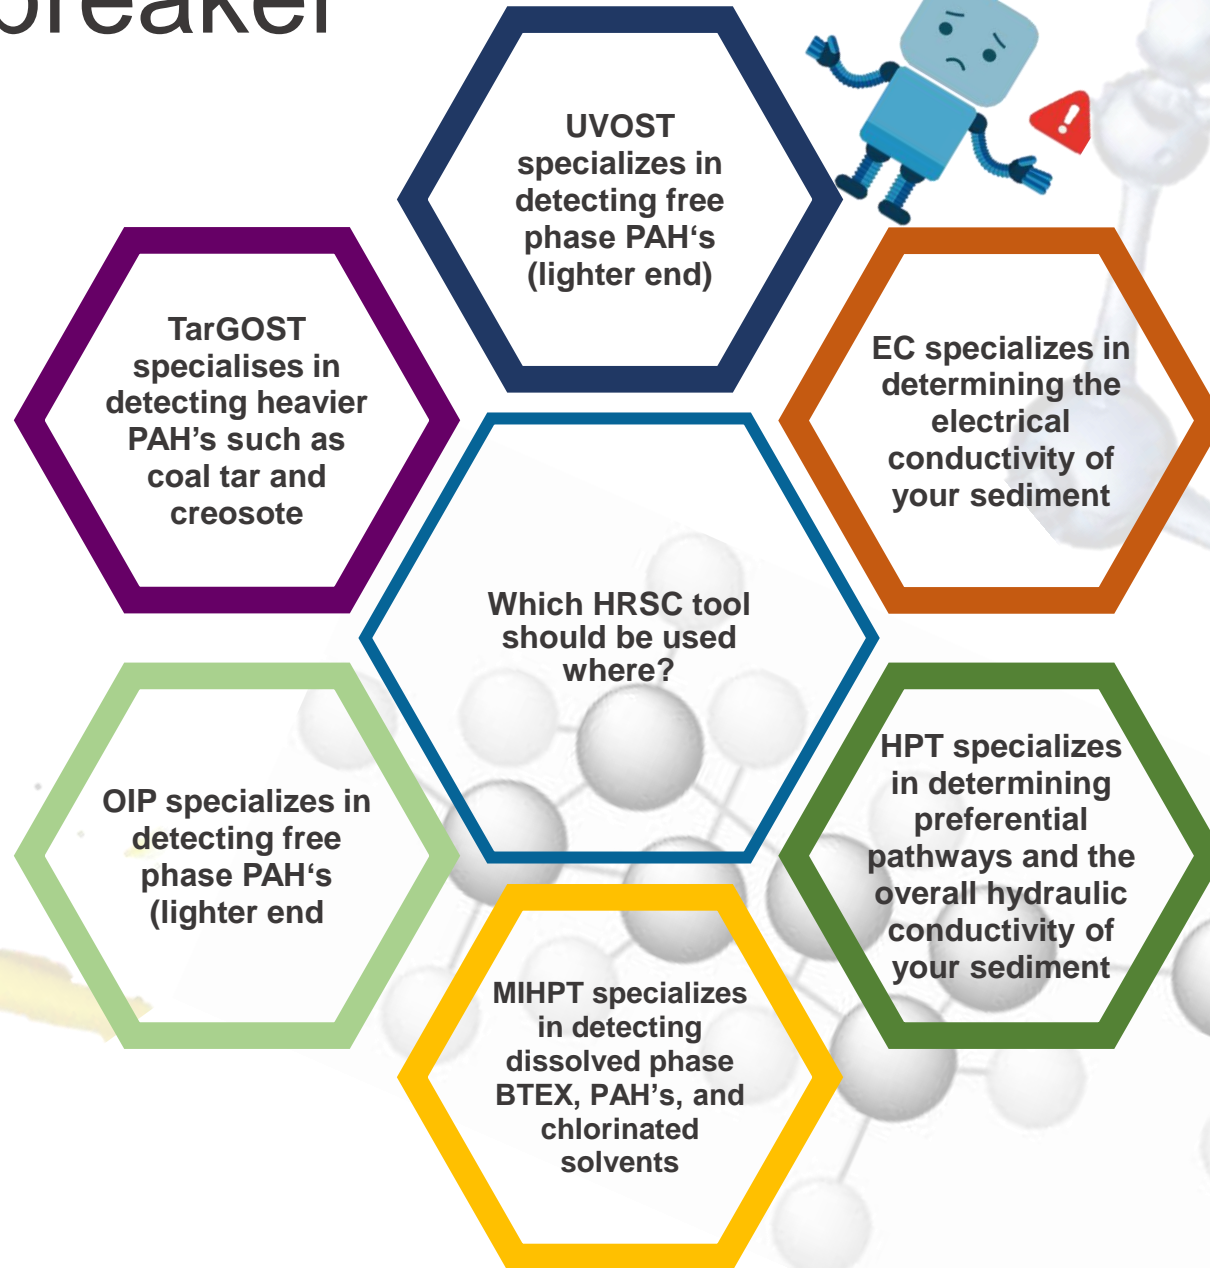 breaker
UVOST
specializes in
detecting free
phase PAH‘s
(lighter end)
TarGOST
specialises in
detecting heavier
PAH’s such as
coal tar and
creosote
EC specializes in
determining the
electrical
conductivity of
your sediment
Which HRSC tool
should be used
where?
OIP specializes in
detecting free
phase PAH‘s
(lighter end
HPT specializes
in determining
preferential
pathways and the
overall hydraulic
conductivity of
your sediment
MIHPT specializes
in detecting
dissolved phase
BTEX, PAH’s, and
chlorinated
solvents